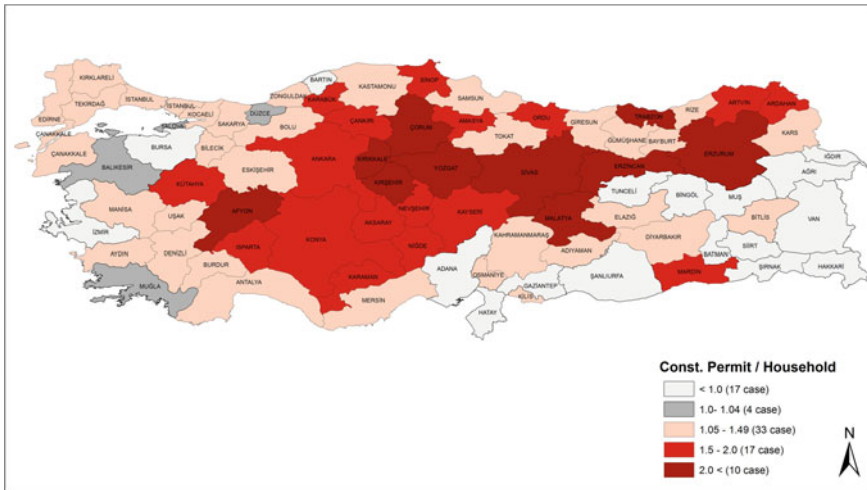 BARTIN
SİNOP
KIRKLARELİ
ZONGULDAK
KASTAMONU
TEKİRDAĞ
İSTANBUL
KARABÜK
SAMSUN
ARTVİN
ARDAHAN
İSTANBUL
KOCAELİ
DÜZCE
RİZE
TRABZON
EDİRNE
SAKARYA
BOLU
ÇANKIRI
ÇORUM
AMASYA
ORDU
GİRESUN
KARS
ÇANAKKALE
YALOVA
TOKAT
GÜMÜŞHANE
BAYBURT
BURSA
BİLECİK
ÇANAKKALE
ANKARA
KIRIKKALE
ERZURUM
IĞDIR
BALIKESİR
ESKİŞEHİR
YOZGAT
SİVAS
ERZİNCAN
AĞRI
KÜTAHYA
KIRŞEHİR
TUNCELİ
BİNGÖL
MUŞ
MANİSA
UŞAK
AFYON
NEVŞEHİR
KAYSERİ
MALATYA
ELAZIĞ
BİTLİS
VAN
İZMİR
AKSARAY
KAHRAMANMARAŞ
DİYARBAKIR
AYDIN
DENİZLİ
ISPARTA
KONYA
NİĞDE
ADIYAMAN
BATMAN
SİİRT
BURDUR
ADANA
OSMANİYE
ŞANLIURFA
MARDİN
ŞIRNAK
HAKKARİ
MUĞLA
ANTALYA
KARAMAN
GAZİANTEP
KİLİS
MERSİN
HATAY
Const. Permit / Household
< 1.0 (17 case)
1.0- 1.04 (4 case)
1.05 - 1.49 (33 case)
1.5 - 2.0 (17 case)
2.0 < (10 case)
N